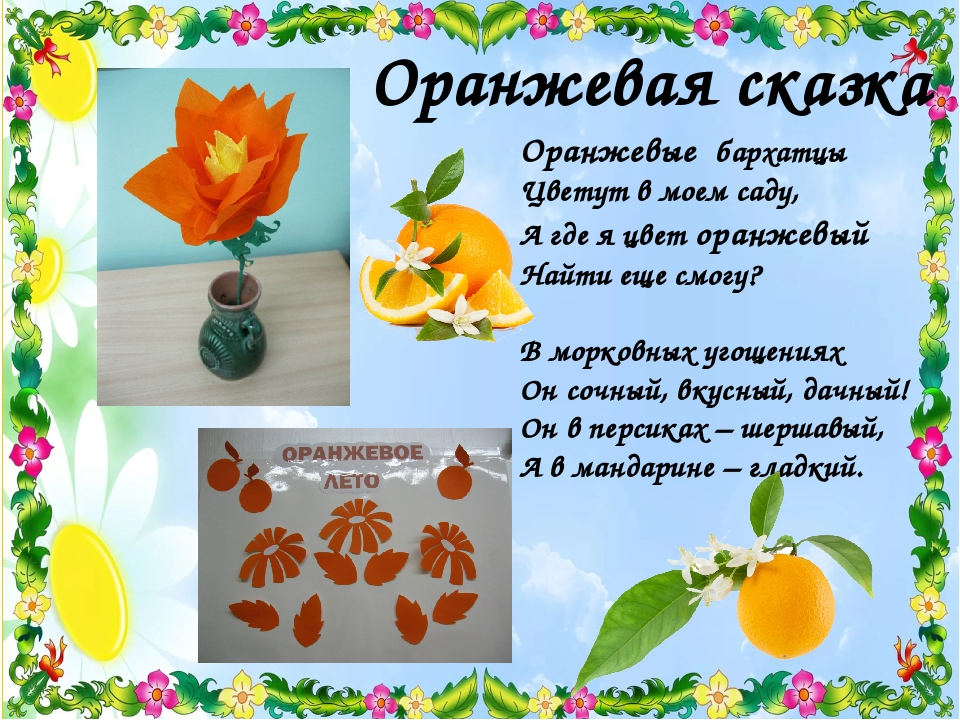 Оранжевая сказка
Оранжевые бархатцы
Цветут в моем саду,
А где я цвет оранжевый
Найти еще смогу?
В морковных угощениях
Он сочный, вкусный, дачный!
Он в персиках – шершавый,
А в мандарине – гладкий.
ОРАНЖЕВОЕ
ЛЕТО